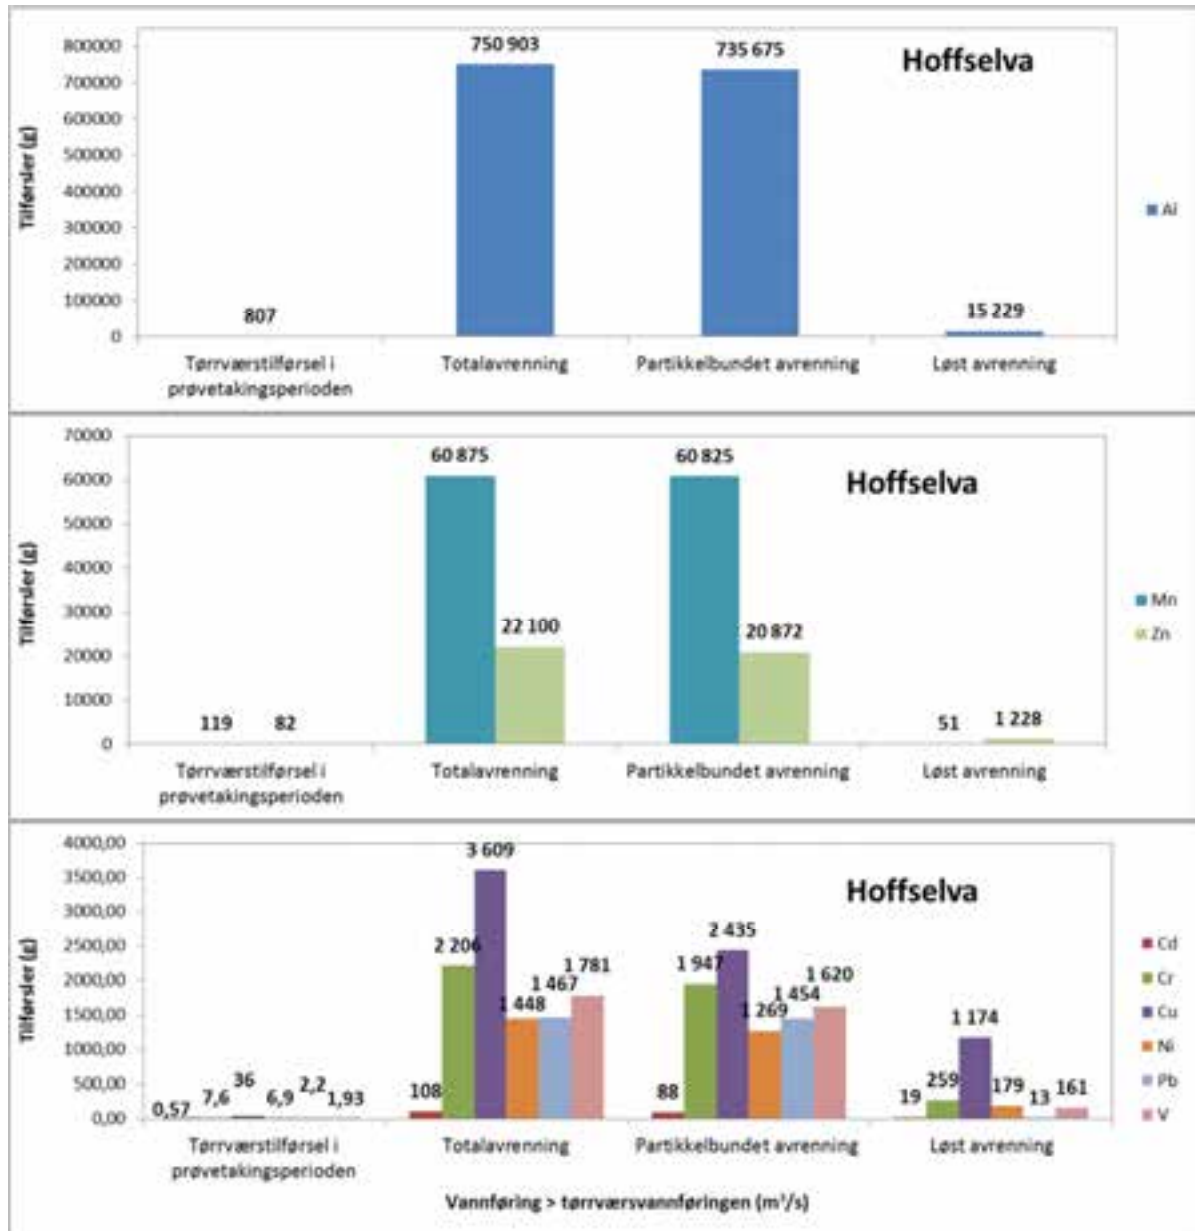 Hoffselva
Tilførsler (g)
800000
700000
600000
500000
400000
300000
200000
100000
0
807
750 903
735 675
15 229
Tørrværstilførsel i
prøvetakingsperioden
Totalavrenning
Partikkelbundet avrenning
Løst avrenning
Al
Hoffselva
Tilførsler (g)
70000
60000
50000
40000
30000
20000
10000
0
119
82
60 875
22 100
60 825
20 872
51
1 228
Tørrværstilførsel i
prøvetakingsperioden
Totalavrenning
Partikkelbundet avrenning
Løst avrenning
Mn
Zn
Hoffselva
Tilførsler (g)
4000,00
3500,00
3000,00
2500,00
2000,00
1500,00
1000,00
500,00
0,00
0,57
7,6
36
6,9
2,2
1,93
108
2 206
3 609
1 448
1 467
1 781
88
1 947
2 435
1 269
1 454
1 620
19
259
1 174
179
13
161
Tørrværstilførsel i
prøvetakingsperioden
Totalavrenning
Partikkelbundet avrenning
Løst avrenning
Cd
Cr
Cu
Ni
Pb
V
Vannføring > tørrværsvannføringen (m³/s)